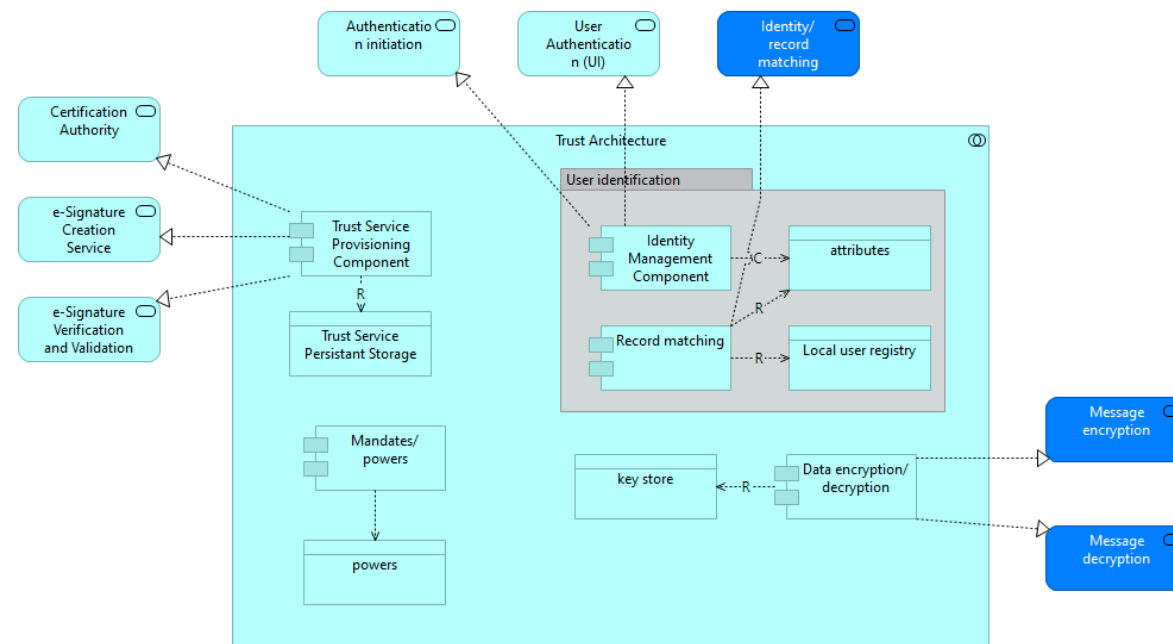 Authenticatio
n initiation
User
Authenticatio
n (UI)
Identity/
record
matching
Certification
Authority
Trust Architecture
User identification
e-Signature
Creation
Service
Trust Service
Provisioning
Component
Identity
Management
Component
C
attributes
R
R
e-Signature
Verification
and Validation
Trust Service
Persistant Storage
Record matching
R
Local user registry
Message
encryption
Mandates/
powers
key store
R
Data encryption/
decryption
powers
Message
decryption